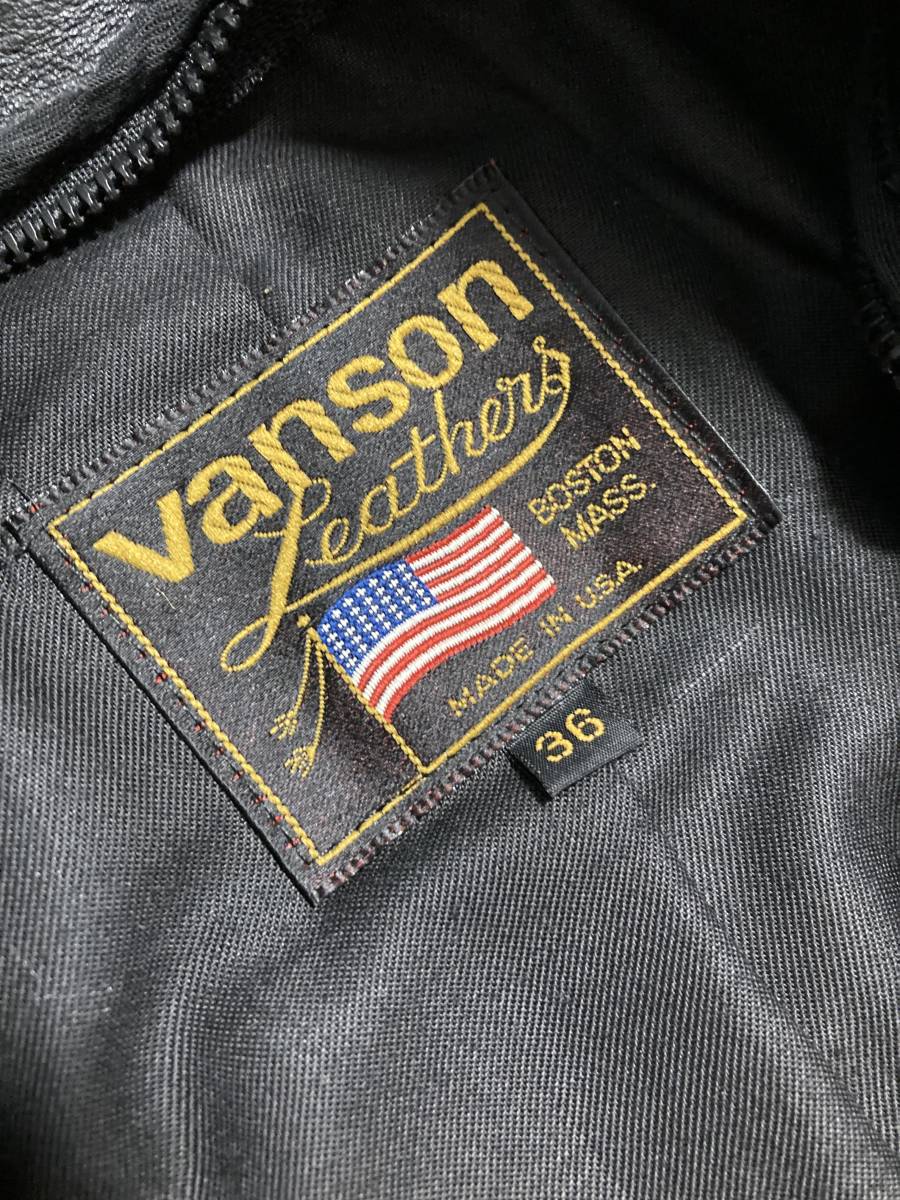 vanson
Leathers
BOSTON
MASS.
MADE IN U.S.A.
36